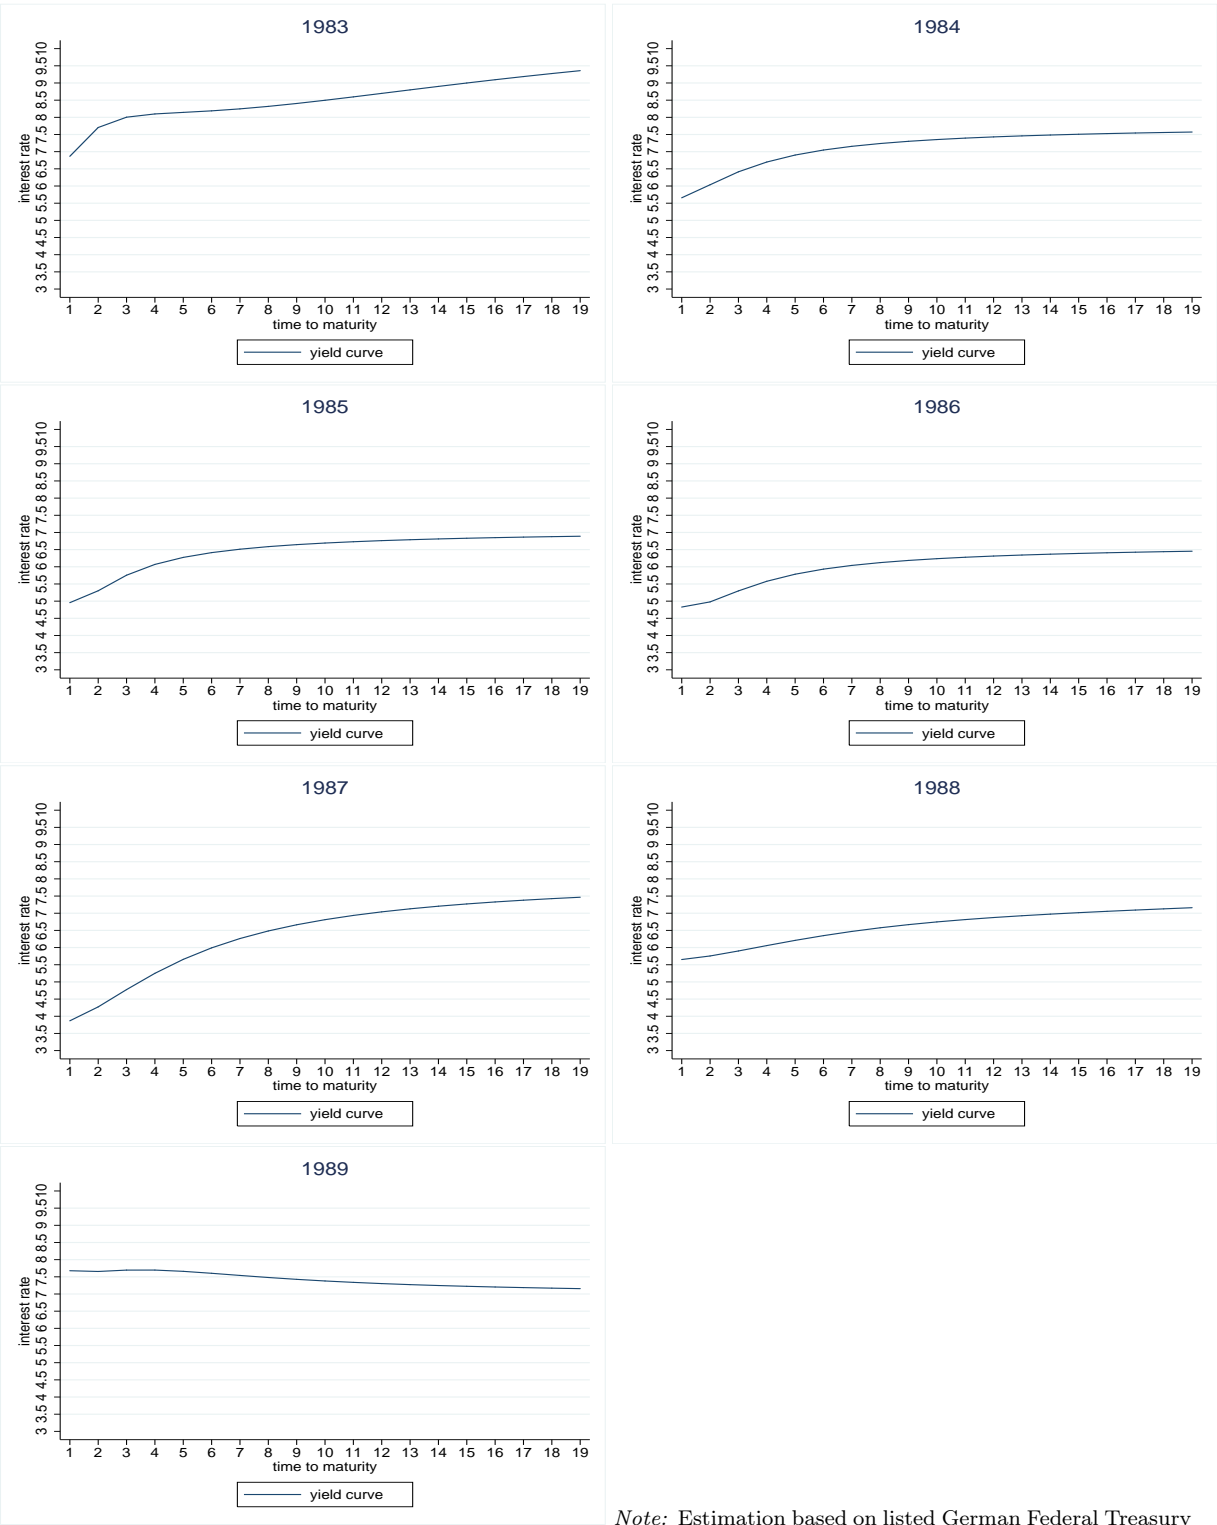 1983
interest rate
3 3.5 4 4.5 5 5.5 6 6.5 7 7.5 8 8.5 9 9.510
1 2 3 4 5 6 7 8 9 10 11 12 13 14 15 16 17 18 19
time to maturity
yield curve
1984
interest rate
3 3.5 4 4.5 5 5.5 6 6.5 7 7.5 8 8.5 9 9.510
1 2 3 4 5 6 7 8 9 10 11 12 13 14 15 16 17 18 19
time to maturity
yield curve
1985
interest rate
3 3.5 4 4.5 5 5.5 6 6.5 7 7.5 8 8.5 9 9.510
1 2 3 4 5 6 7 8 9 10 11 12 13 14 15 16 17 18 19
time to maturity
yield curve
1986
interest rate
3 3.5 4 4.5 5 5.5 6 6.5 7 7.5 8 8.5 9 9.510
1 2 3 4 5 6 7 8 9 10 11 12 13 14 15 16 17 18 19
time to maturity
yield curve
1987
interest rate
3 3.5 4 4.5 5 5.5 6 6.5 7 7.5 8 8.5 9 9.510
1 2 3 4 5 6 7 8 9 10 11 12 13 14 15 16 17 18 19
time to maturity
yield curve
1988
interest rate
3 3.5 4 4.5 5 5.5 6 6.5 7 7.5 8 8.5 9 9.510
1 2 3 4 5 6 7 8 9 10 11 12 13 14 15 16 17 18 19
time to maturity
yield curve
1989
interest rate
3 3.5 4 4.5 5 5.5 6 6.5 7 7.5 8 8.5 9 9.510
1 2 3 4 5 6 7 8 9 10 11 12 13 14 15 16 17 18 19
time to maturity
yield curve
Note: Estimation based on listed German Federal Treasury